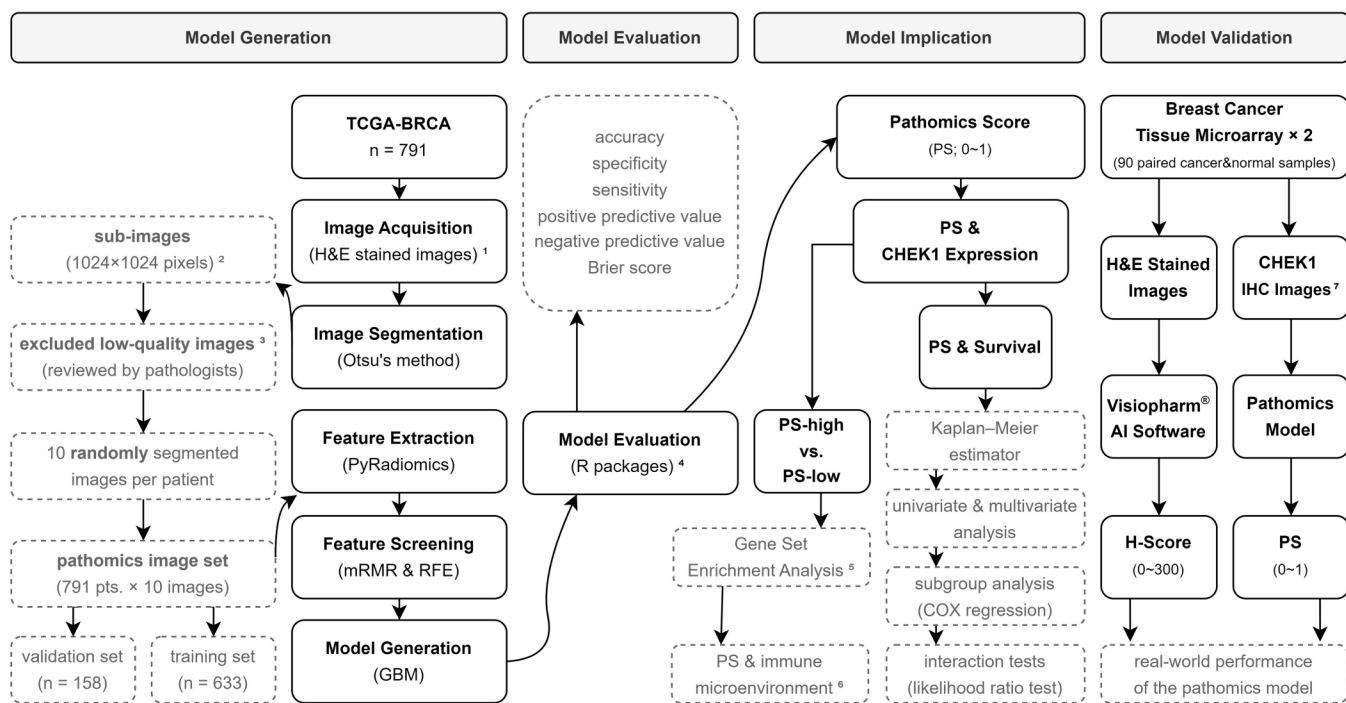 Model Generation
Model Evaluation
Model Implication
Model Validation
TCGA-BRCA
n = 791
Image Acquisition
(H&E stained images) ¹
Image Segmentation
(Otsu's method)
sub-images
(1024×1024 pixels) ²
excluded low-quality images ³
(reviewed by pathologists)
10 randomly segmented
images per patient
pathomics image set
(791 pts. × 10 images)
validation set
(n = 158)
training set
(n = 633)
Feature Extraction
(PyRadiomics)
Feature Screening
(mRMR & RFE)
Model Generation
(GBM)
accuracy
specificity
sensitivity
positive predictive value
negative predictive value
Brier score
Model Evaluation
(R packages) ⁴
Pathomics Score
(PS; 0~1)
PS &
CHEK1 Expression
PS & Survival
PS-high
vs.
PS-low
Gene Set
Enrichment Analysis ⁵
PS & immune
microenvironment ⁶
Kaplan–Meier
estimator
univariate & multivariate
analysis
subgroup analysis
(COX regression)
interaction tests
(likelihood ratio test)
Breast Cancer
Tissue Microarray × 2
(90 paired cancer&normal samples)
H&E Stained
Images
CHEK1
IHC Images ⁷
Visiopharm®
AI Software
Pathomics
Model
H-Score
(0~300)
PS
(0~1)
real-world performance
of the pathomics model